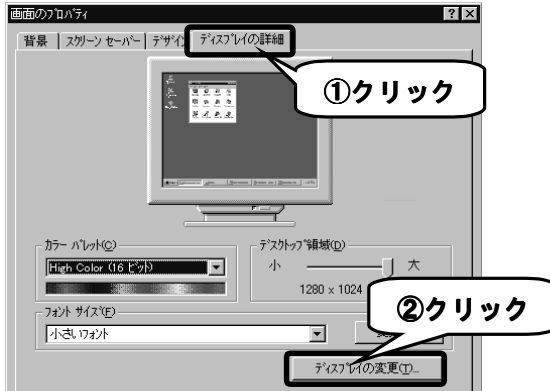 画面のプロパティ
背景 スクリーン セーバー デザイン ディスプレイの詳細
①クリック
カラー パレット(C)
High Color (16 ビット)
デスクトップ領域(D)
小 大
1280 x 1024
②クリック
フォント サイズ(F)
小さいフォント
ディスプレイの変更(T)...